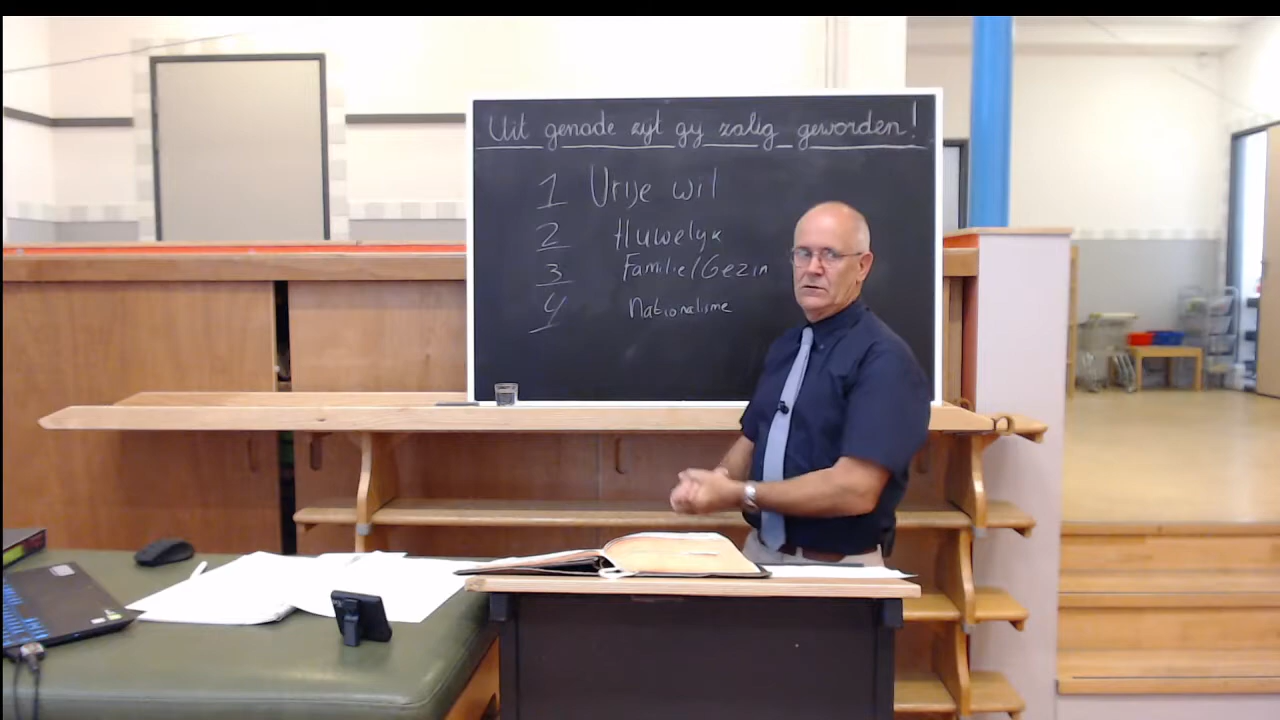 Uit genade zyt gy zalig geworden!
1 Vrije wil
2 Huwelyk
3 Familie/Gezin
4 Nationalisme